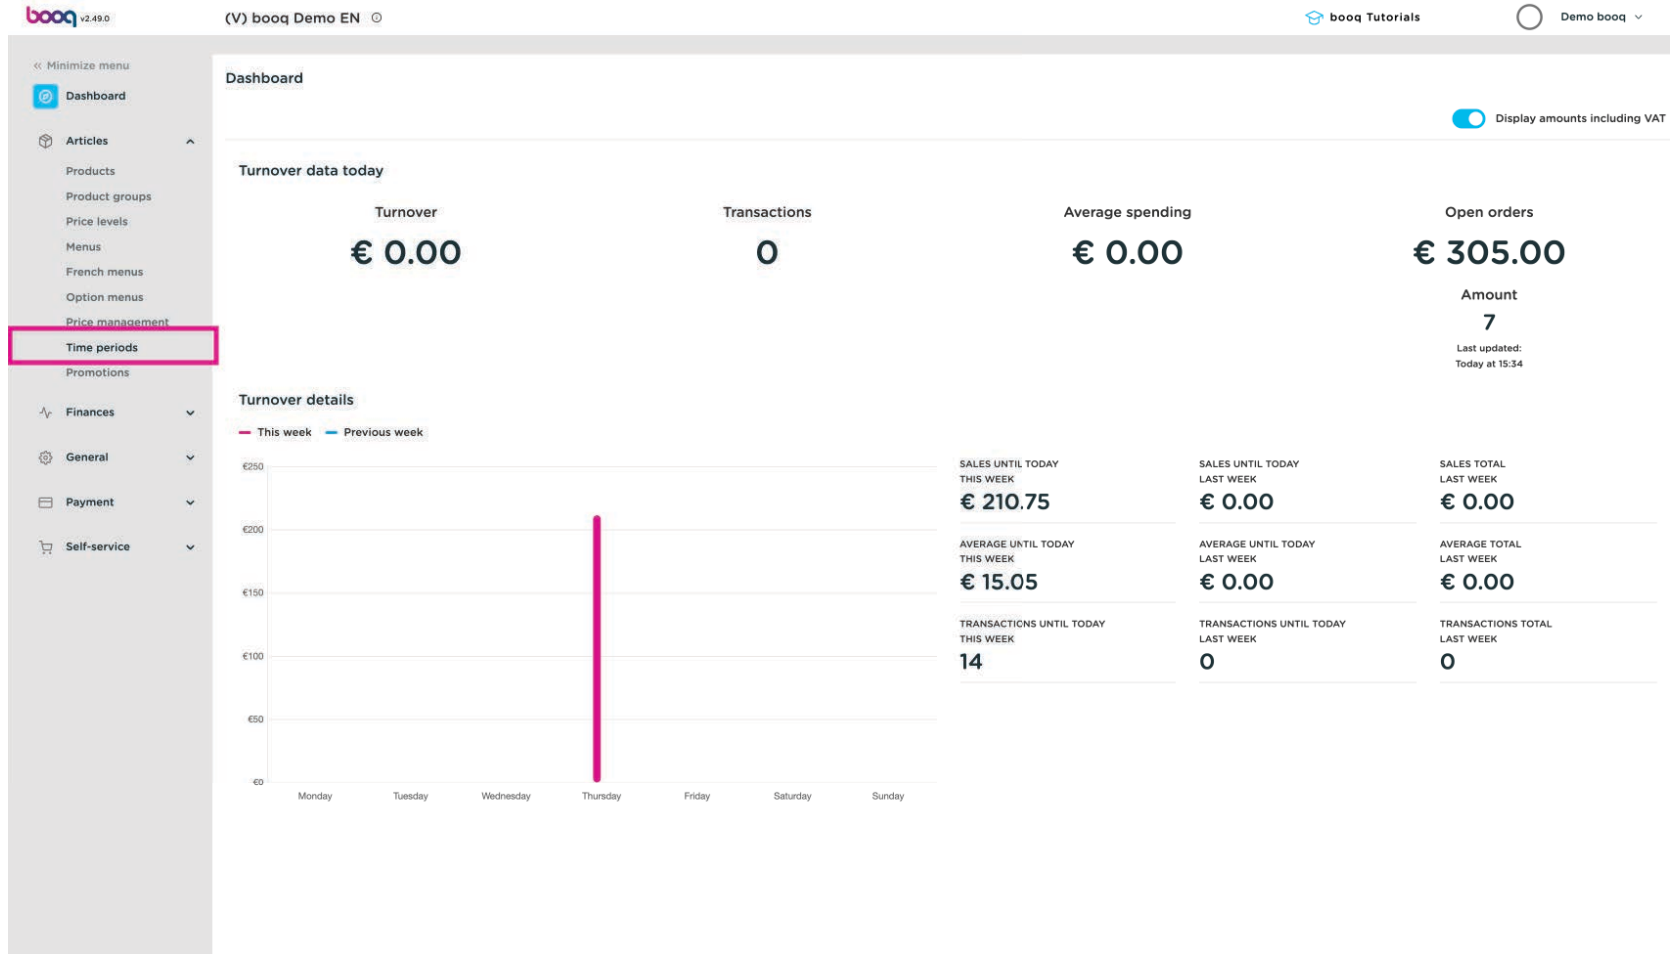 booq v2.49.0
(V) booq Demo EN
booq Tutorials
Demo booq
« Minimize menu
Dashboard
Articles
Products
Product groups
Price levels
Menus
French menus
Option menus
Price management
Time periods
Promotions
Finances
General
Payment
Self-service
Dashboard
Display amounts including VAT
Turnover data today
Turnover
€ 0.00
Transactions
0
Average spending
€ 0.00
Open orders
€ 305.00
Amount
7
Last updated:
Today at 15:34
Turnover details
This week
Previous week
€250
€200
€150
€100
€50
€0
Monday
Tuesday
Wednesday
Thursday
Friday
Saturday
Sunday
SALES UNTIL TODAY
THIS WEEK
€ 210.75
SALES UNTIL TODAY
LAST WEEK
€ 0.00
SALES TOTAL
LAST WEEK
€ 0.00
AVERAGE UNTIL TODAY
THIS WEEK
€ 15.05
AVERAGE UNTIL TODAY
LAST WEEK
€ 0.00
AVERAGE TOTAL
LAST WEEK
€ 0.00
TRANSACTIONS UNTIL TODAY
THIS WEEK
14
TRANSACTIONS UNTIL TODAY
LAST WEEK
0
TRANSACTIONS TOTAL
LAST WEEK
0